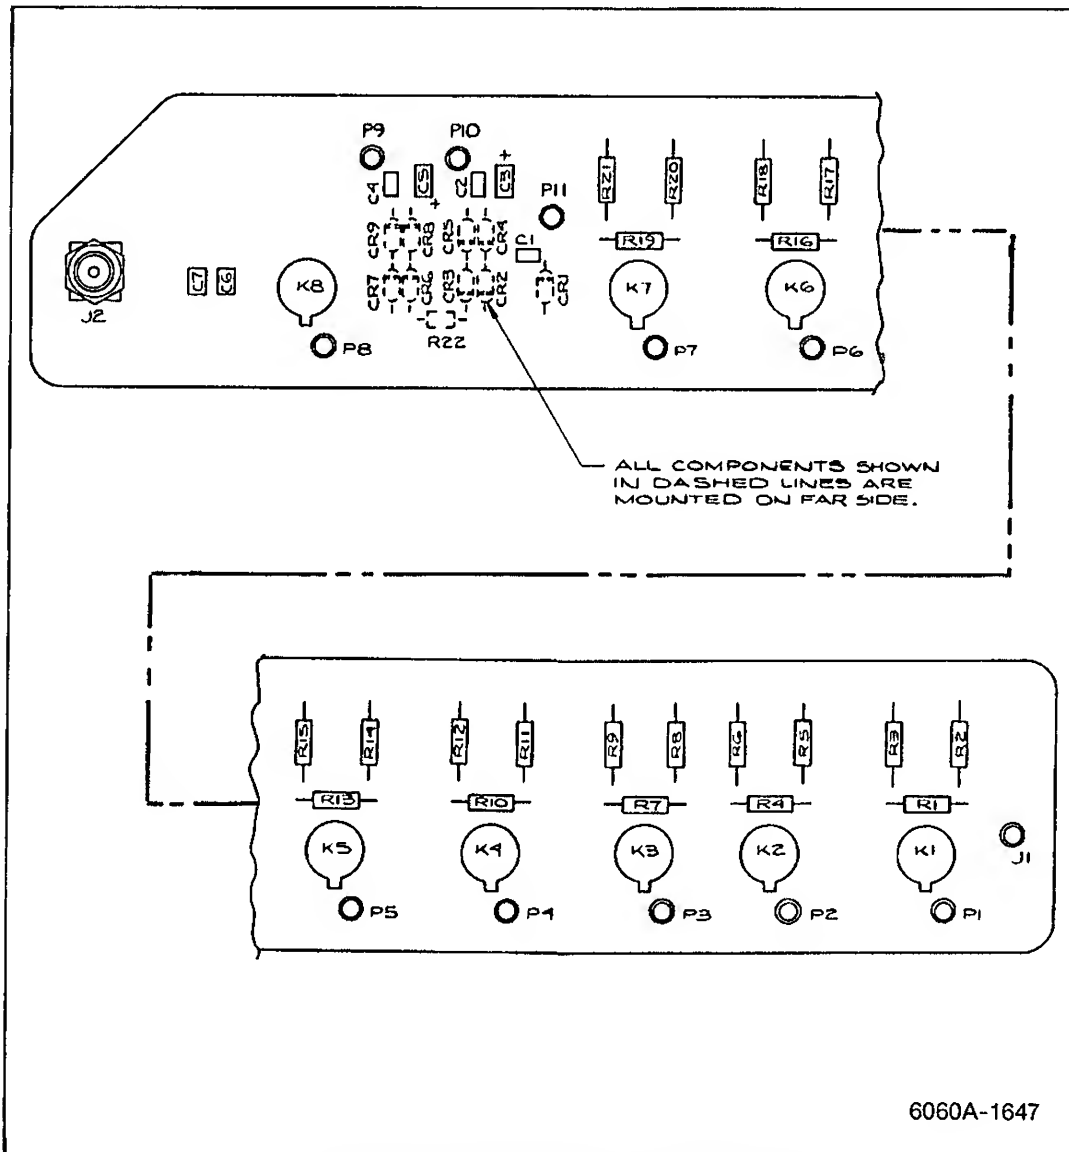 P9
P10
+
C4
C5
C2
C3
+
P11
R21
R20
R18
R17
CR9
CR8
CR5
CR4
C1
R19
R16
J2
C7
C6
K8
CR7
CR6
CR3
CR2
CR1
K7
K6
R22
P8
P7
P6
ALL COMPONENTS SHOWN
IN DASHED LINES ARE
MOUNTED ON FAR SIDE.
R15
R14
R12
R11
R9
R8
R6
R5
R3
R2
R13
R10
R7
R4
R1
K5
K4
K3
K2
K1
J1
P5
P4
P3
P2
P1
6060A-1647